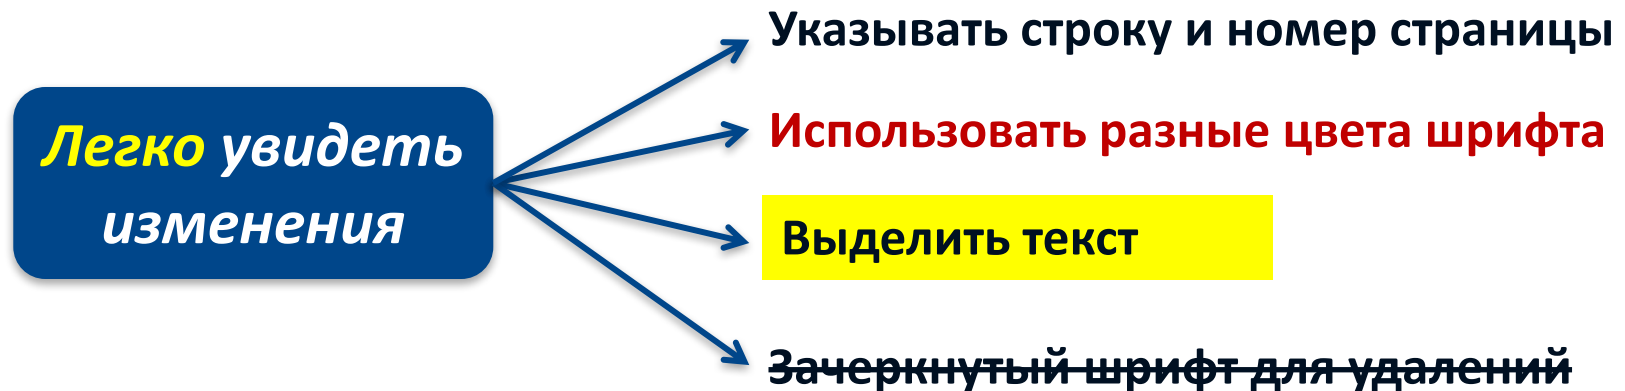 Легко увидеть
изменения
Указывать строку и номер страницы
Использовать разные цвета шрифта
Выделить текст
Зачеркнутый шрифт для удалений